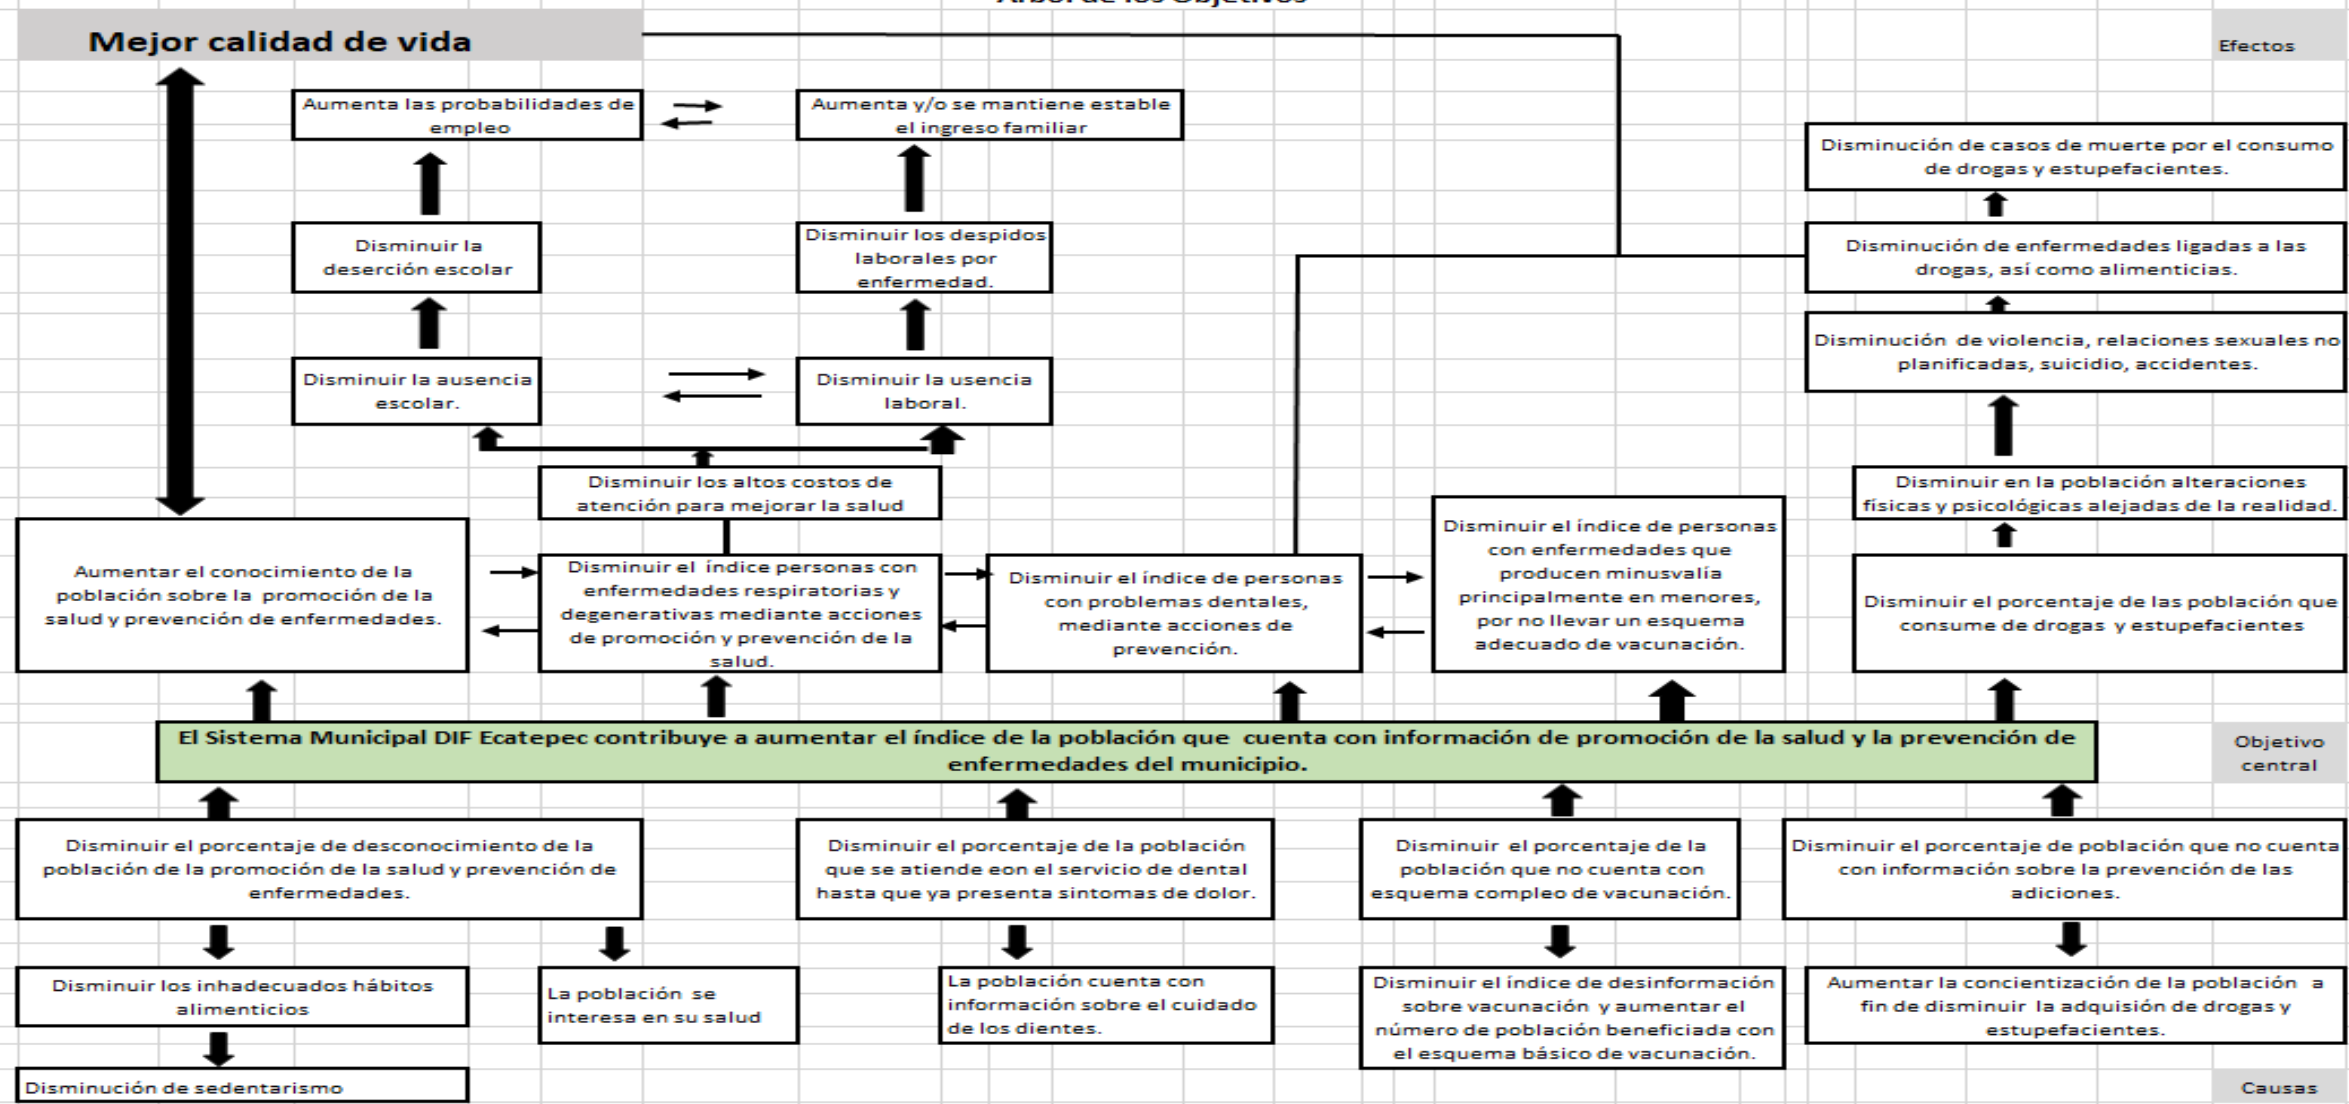 Árbol de los Objetivos
Mejor calidad de vida
Efectos
Aumenta las probabilidades de
empleo
Aumenta y/o se mantiene estable
el ingreso familiar
Disminución de casos de muerte por el consumo
de drogas y estupefacientes.
Disminuir la
deserción escolar
Disminuir los despidos
laborales por
enfermedad.
Disminución de enfermedades ligadas a las
drogas, así como alimenticias.
Disminución de violencia, relaciones sexuales no
planificadas, suicidio, accidentes.
Disminuir la ausencia
escolar.
Disminuir la usencia
laboral.
Disminuir los altos costos de
atención para mejorar la salud
Disminuir en la población alteraciones
físicas y psicológicas alejadas de la realidad.
Aumentar el conocimiento de la
población sobre la promoción de la
salud y prevención de enfermedades.
Disminuir el índice personas con
enfermedades respiratorias y
degenerativas mediante acciones
de promoción y prevención de la
salud.
Disminuir el índice de personas
con problemas dentales,
mediante acciones de
prevención.
Disminuir el índice de personas
con enfermedades que
producen minusvalía
principalmente en menores,
por no llevar un esquema
adecuado de vacunación.
Disminuir el porcentaje de las población que
consume de drogas y estupefacientes
El Sistema Municipal DIF Ecatepec contribuye a aumentar el índice de la población que cuenta con información de promoción de la salud y la prevención de
enfermedades del municipio.
Objetivo
central
Disminuir el porcentaje de desconocimiento de la
población de la promoción de la salud y prevención de
enfermedades.
Disminuir el porcentaje de la población
que se atiende eon el servicio de dental
hasta que ya presenta sintomas de dolor.
Disminuir el porcentaje de la
población que no cuenta con
esquema compleo de vacunación.
Disminuir el porcentaje de población que no cuenta
con información sobre la prevención de las
adiciones.
Disminuir los inhadecuados hábitos
alimenticios
La población se
interesa en su salud
La población cuenta con
información sobre el cuidado
de los dientes.
Disminuir el índice de desinformación
sobre vacunación y aumentar el
número de población beneficiada con
el esquema básico de vacunación.
Aumentar la concientización de la población a
fin de disminuir la adquisión de drogas y
estupefacientes.
Disminución de sedentarismo
Causas